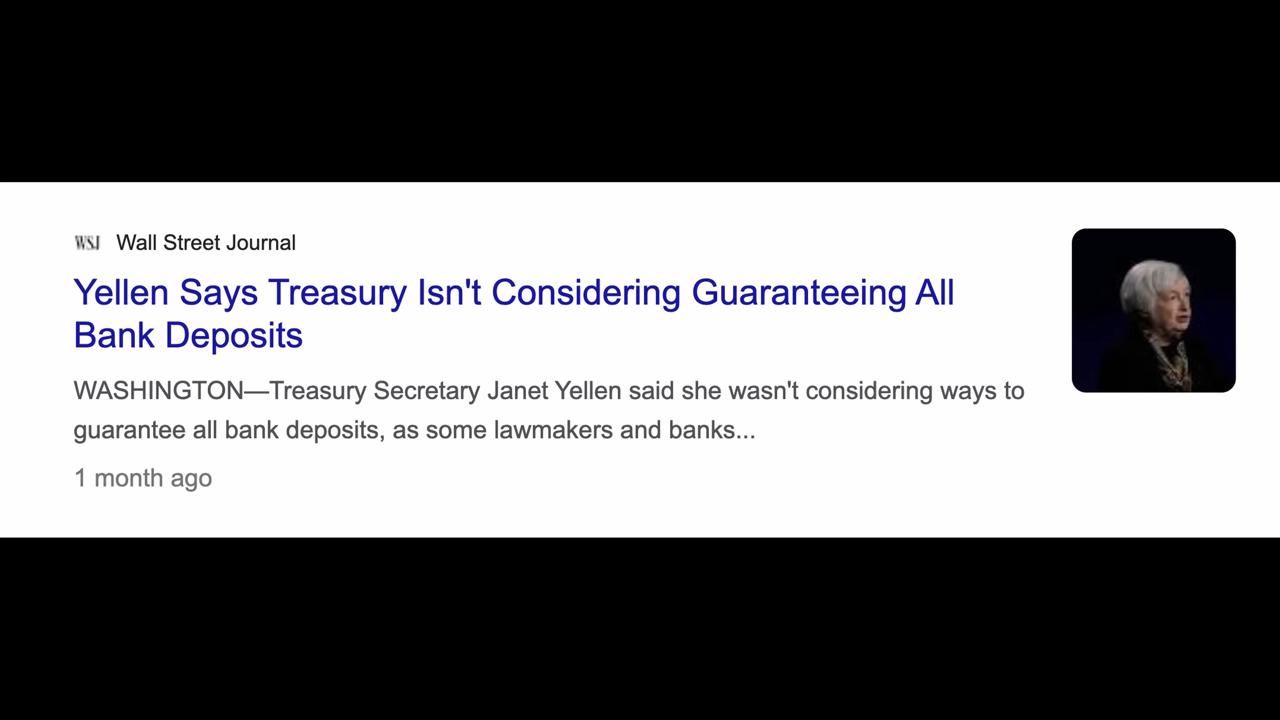 WSJ Wall Street Journal
Yellen Says Treasury Isn't Considering Guaranteeing All
Bank Deposits
WASHINGTON—Treasury Secretary Janet Yellen said she wasn't considering ways to
guarantee all bank deposits, as some lawmakers and banks...
1 month ago